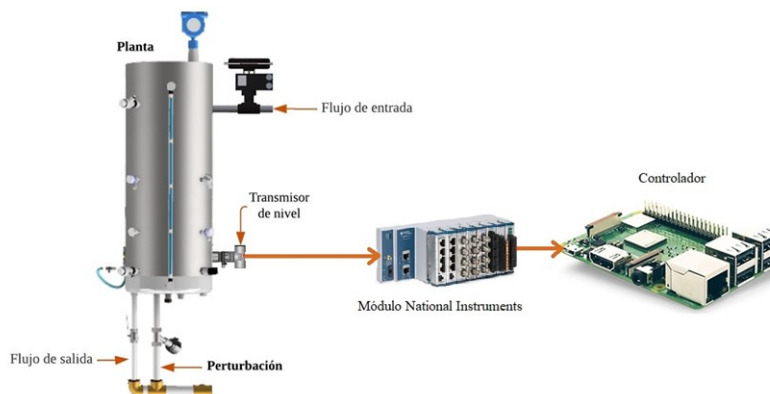 Planta
Flujo de entrada
Transmisor
de nivel
Controlador
Módulo National Instruments
Flujo de salida
Perturbación